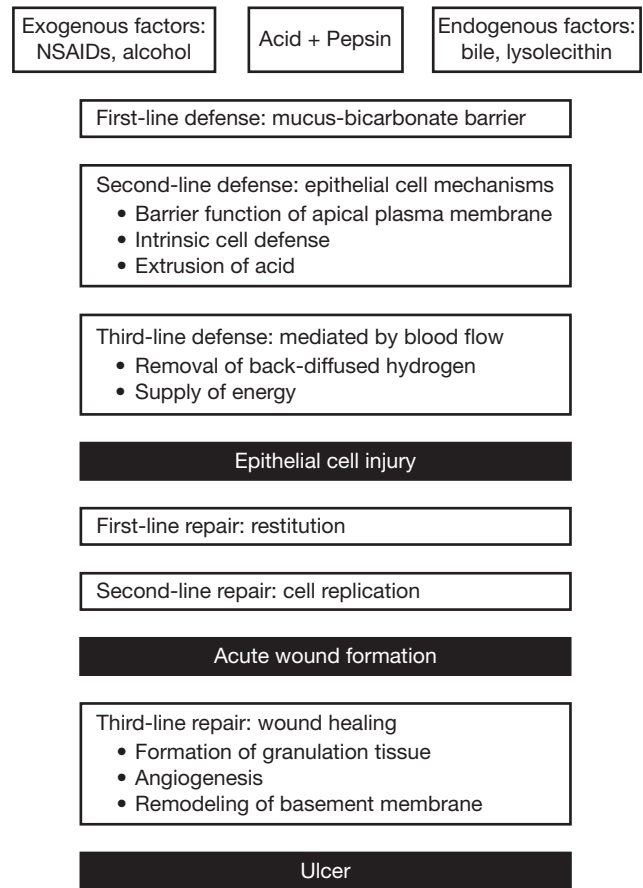 Exogenous factors:
NSAIDs, alcohol
Acid + Pepsin
Endogenous factors:
bile, lysolecithin
First-line defense: mucus-bicarbonate barrier
Second-line defense: epithelial cell mechanisms
• Barrier function of apical plasma membrane
• Intrinsic cell defense
• Extrusion of acid
Third-line defense: mediated by blood flow
• Removal of back-diffused hydrogen
• Supply of energy
Epithelial cell injury
First-line repair: restitution
Second-line repair: cell replication
Acute wound formation
Third-line repair: wound healing
• Formation of granulation tissue
• Angiogenesis
• Remodeling of basement membrane
Ulcer